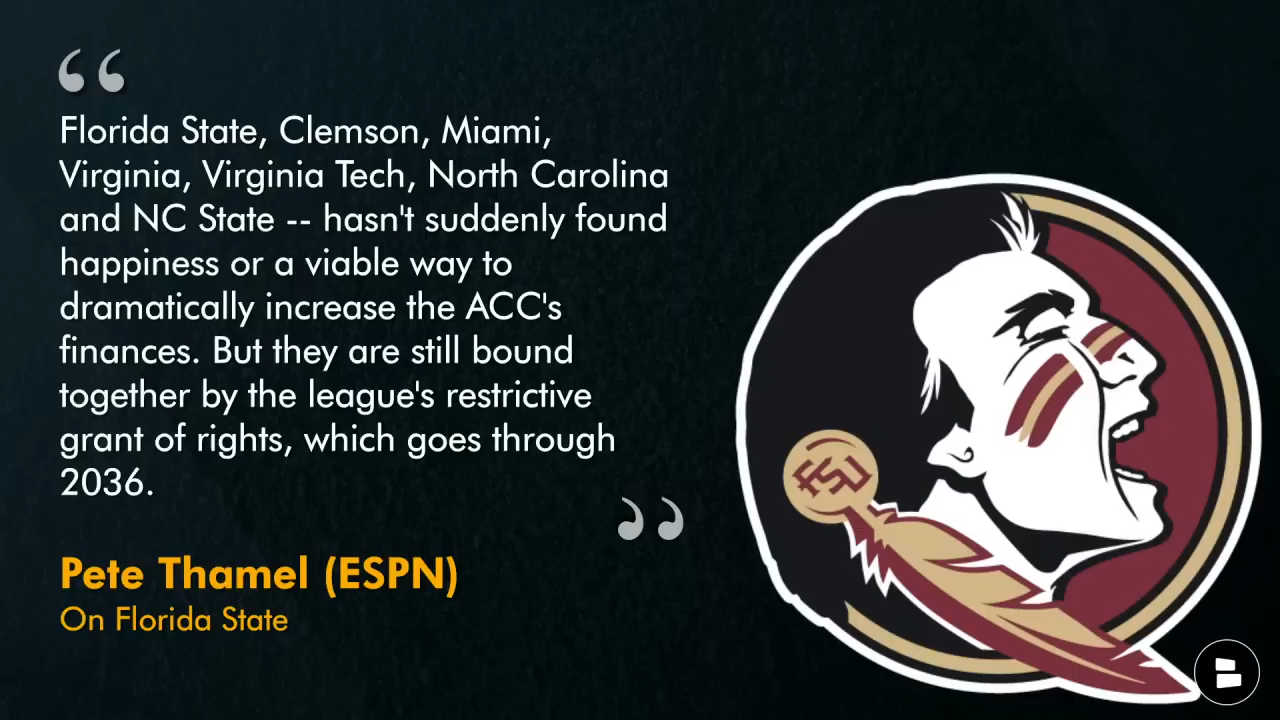 “
Florida State, Clemson, Miami,
Virginia, Virginia Tech, North Carolina
and NC State -- hasn't suddenly found
happiness or a viable way to
dramatically increase the ACC's
finances. But they are still bound
together by the league's restrictive
grant of rights, which goes through
2036.
”
Pete Thamel (ESPN)
On Florida State
FSU